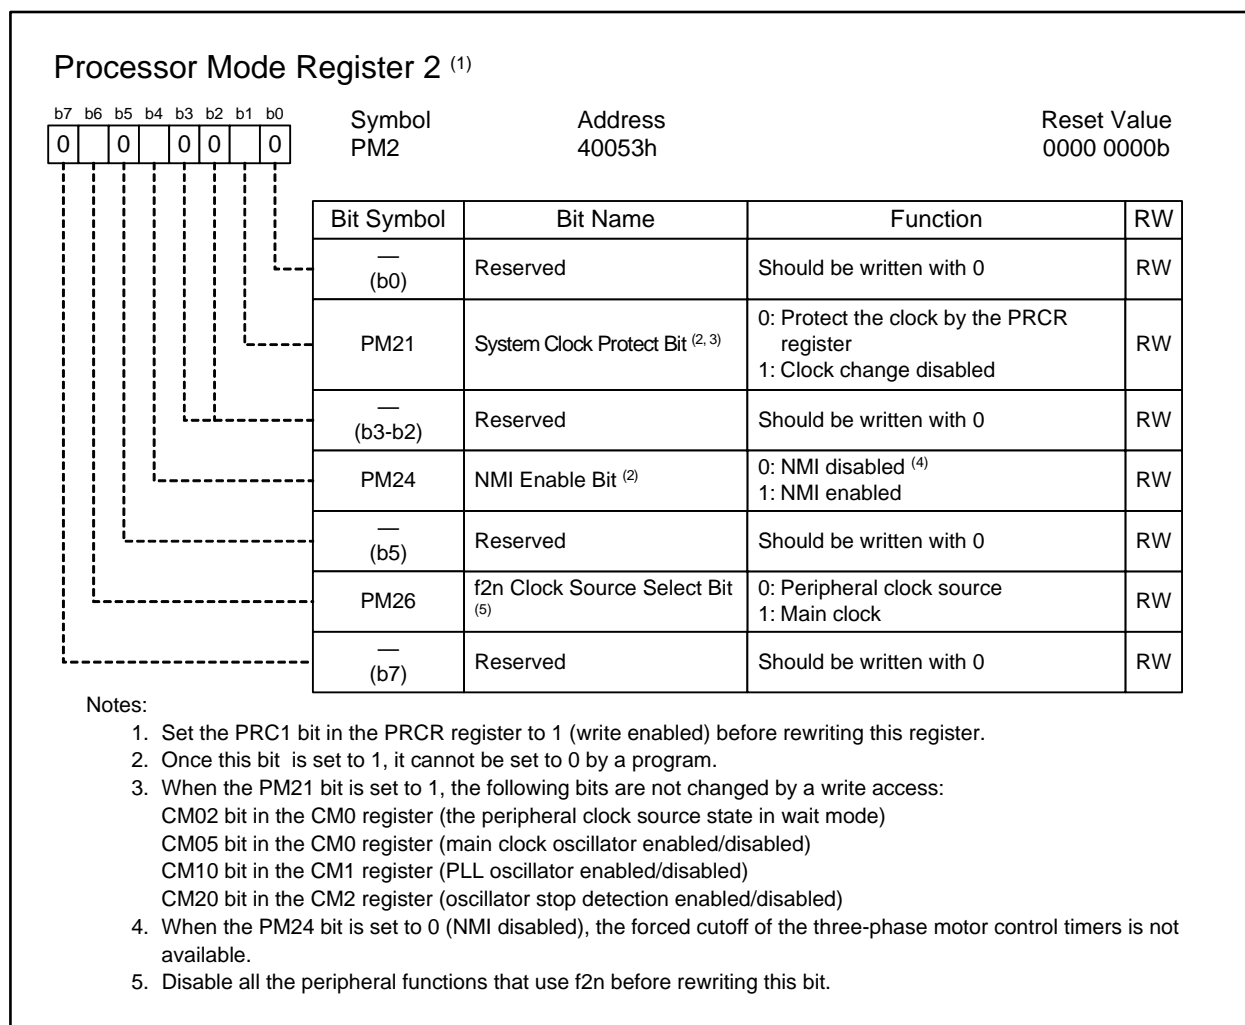 Processor Mode Register 2 (1)
b7 b6 b5 b4 b3 b2 b1 b0
0 0 0 0 0
Symbol Address Reset Value
PM2 40053h 0000 0000b
Bit Symbol Bit Name Function RW
—
(b0) Reserved Should be written with 0 RW
PM21 System Clock Protect Bit (2, 3) 0: Protect the clock by the PRCR
register
1: Clock change disabled RW
—
(b3-b2) Reserved Should be written with 0 RW
PM24 NMI Enable Bit (2) 0: NMI disabled (4)
1: NMI enabled RW
—
(b5) Reserved Should be written with 0 RW
PM26 f2n Clock Source Select Bit
(5) 0: Peripheral clock source
1: Main clock RW
—
(b7) Reserved Should be written with 0 RW
Notes:
1. Set the PRC1 bit in the PRCR register to 1 (write enabled) before rewriting this register.
2. Once this bit is set to 1, it cannot be set to 0 by a program.
3. When the PM21 bit is set to 1, the following bits are not changed by a write access:
CM02 bit in the CM0 register (the peripheral clock source state in wait mode)
CM05 bit in the CM0 register (main clock oscillator enabled/disabled)
CM10 bit in the CM1 register (PLL oscillator enabled/disabled)
CM20 bit in the CM2 register (oscillator stop detection enabled/disabled)
4. When the PM24 bit is set to 0 (NMI disabled), the forced cutoff of the three-phase motor control timers is not
available.
5. Disable all the peripheral functions that use f2n before rewriting this bit.